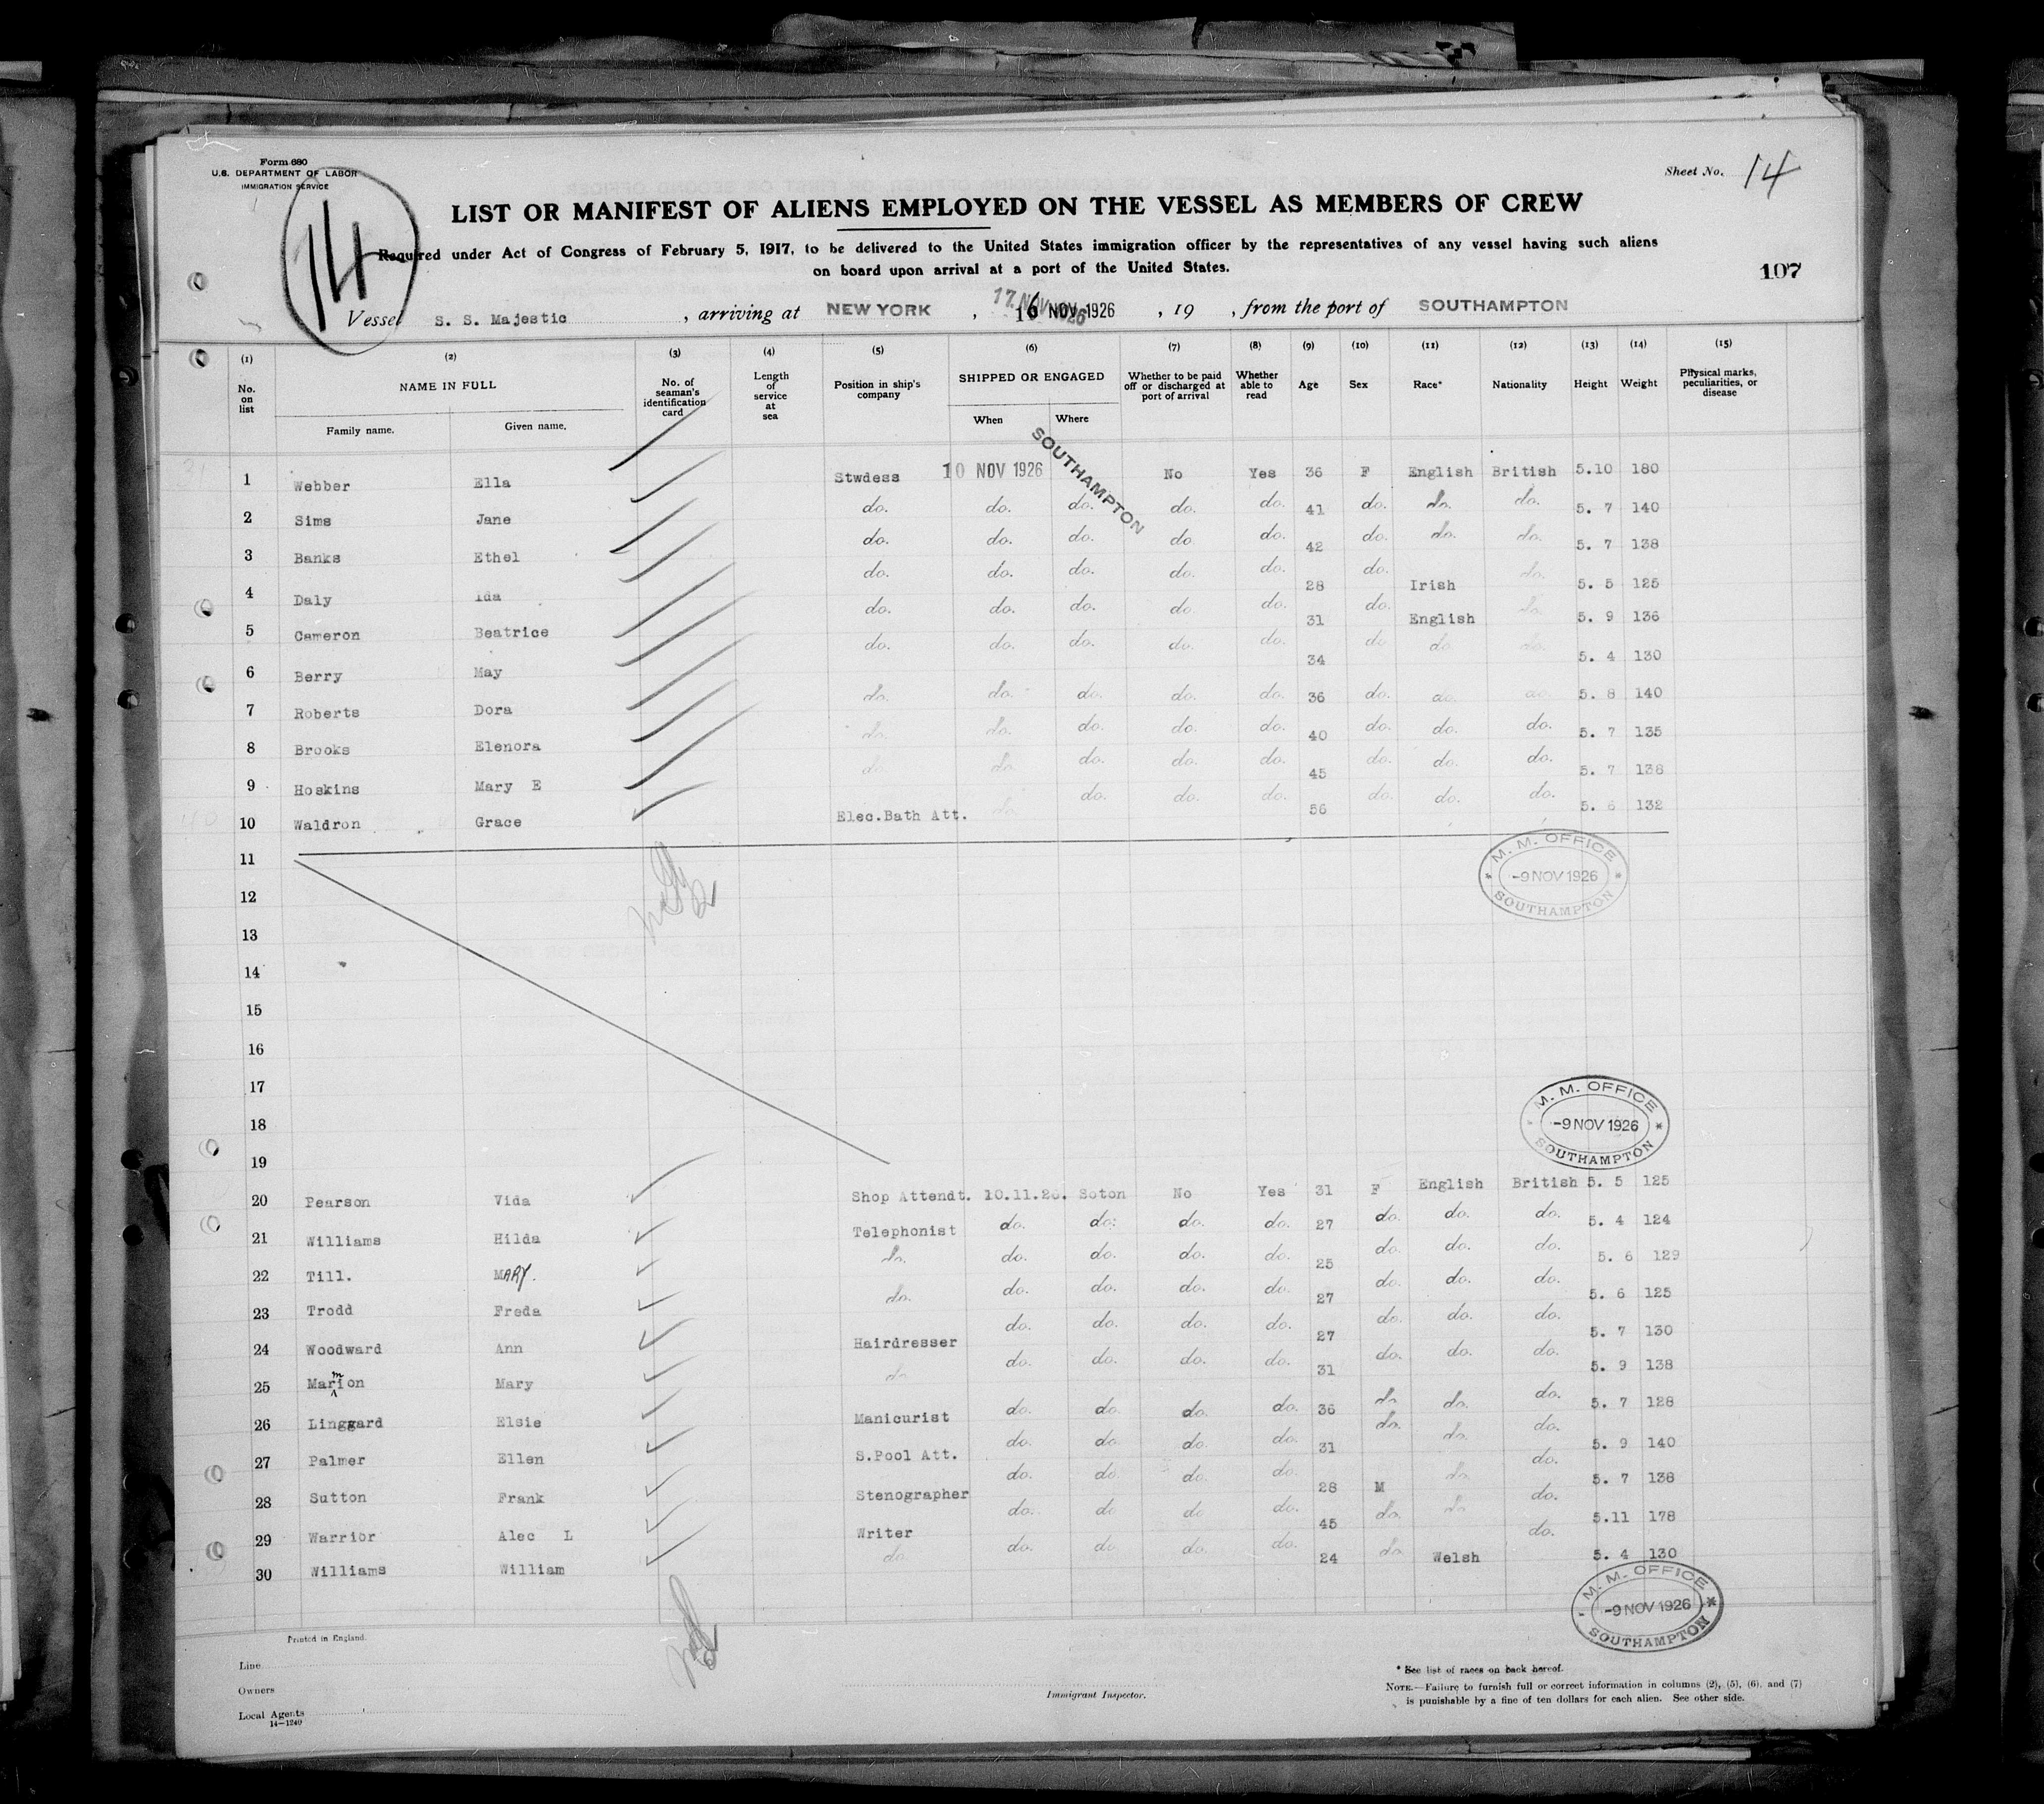 Form 680
U.S. DEPARTMENT OF LABOR
IMMIGRATION SERVICE
14
Sheet No. 14
LIST OR MANIFEST OF ALIENS EMPLOYED ON THE VESSEL AS MEMBERS OF CREW
Required under Act of Congress of February 5, 1917, to be delivered to the United States immigration officer by the representatives of any vessel having such aliens
on board upon arrival at a port of the United States.
107
Vessel S. S. Majestic, arriving at NEW YORK, 17 NOV 1926 16 NOV 1926, 19 , from the port of SOUTHAMPTON
(1) (2) (3) (4) (5) (6) (7) (8) (9) (10) (11) (12) (13) (14) (15)
No. on list NAME IN FULL Family name. Given name. No. of seaman's identification card Length of service at sea Position in ship's company SHIPPED OR ENGAGED When Where Whether to be paid off or discharged at port of arrival Whether able to read Age Sex Race* Nationality Height Weight Physical marks, peculiarities, or disease
SOUTHAMPTON
1 Webber Ella Stwdess 10 NOV 1926 No Yes 36 F English British 5.10 180
2 Sims Jane do. do. do. do. do. 41 do. do. do. 5. 7 140
3 Banks Ethel do. do. do. do do. 42 do. do. do. 5. 7 138
4 Daly Ida do. do. do. do. do. 28 do. Irish do. 5. 5 125
5 Cameron Beatrice do. do. do. do do. 31 do. English do. 5. 9 136
6 Berry May do. do. do. do. do. 34 do do do. 5. 4 130
7 Roberts Dora do. do. do. do. do. 36 do. do. do. 5. 8 140
8 Brooks Elenora do. do. do. do. do. 40 do. do. do. 5. 7 135
9 Hoskins Mary E do. do. do. do. do. 45 do. do. do. 5. 7 138
10 Waldron Grace Elec.Bath Att. do. do. do. do. 56 do. do. do. 5. 6 132
11
M. M. OFFICE
-9 NOV 1926
SOUTHAMPTON
12
13
14
15
16
17
M. M. OFFICE
-9 NOV 1926
SOUTHAMPTON
18
19
20 Pearson Vida Shop Attendt. 10.11.26. Soton No Yes 31 F English British 5. 5 125
21 Williams Hilda Telephonist do. do. do. do. 27 do. do. do. 5. 4 124
22 Till. MARY. do. do. do. do. do. 25 do. do. do. 5. 6 129
23 Trodd Freda do. do. do. do. do. 27 do. do. do. 5. 6 125
24 Woodward Ann Hairdresser do. do. do. do. 27 do. do. do. 5. 7 130
25 Marmion Mary do do. do. do. do. 31 do. do. do. 5. 9 138
26 Linggard Elsie Manicurist do. do. do. do. 36 do do. do. 5. 7 128
27 Palmer Ellen S.Pool Att. do. do. do. do. 31 do. do. do. 5. 9 140
28 Sutton Frank Stenographer do. do. do. do. 28 M do do. 5. 7 138
29 Warrior Alec L Writer do. do do do. 45 do. do do. 5.11 178
30 Williams William do. do. do do. do. 24 do. Welsh do. 5. 4 130
M. M. OFFICE
-9 NOV 1926
SOUTHAMPTON
Printed in England.
Line
Owners
Local Agents
14-1240
Immigrant Inspector.
* See list of races on back hereof.
NOTE.—Failure to furnish full or correct information in columns (2), (5), (6), and (7)
is punishable by a fine of ten dollars for each alien. See other side.